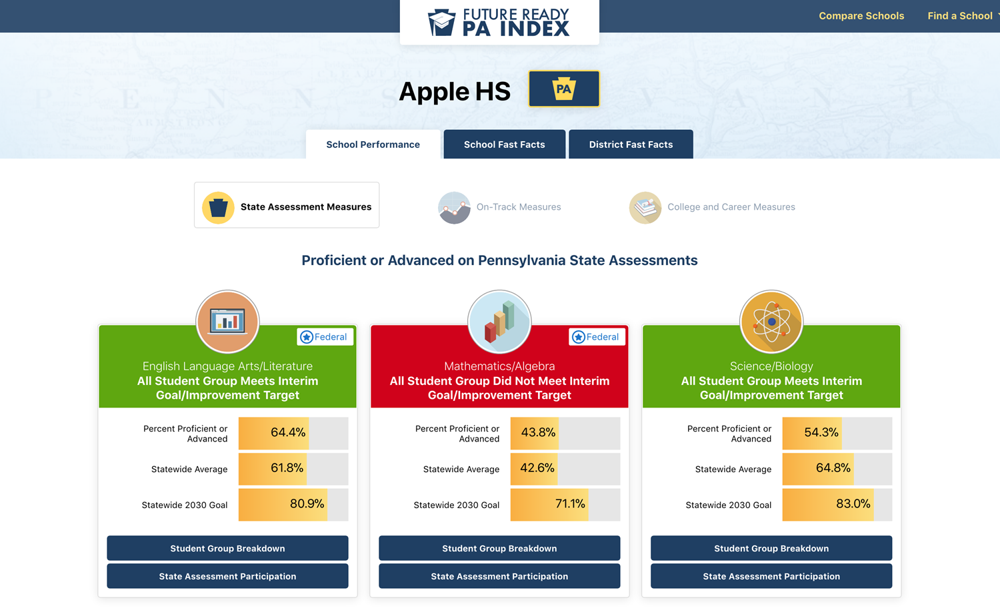 FUTURE READY
PA INDEX
Compare Schools
Find a School
Apple HS
PA
School Performance
School Fast Facts
District Fast Facts
State Assessment Measures
On-Track Measures
College and Career Measures
Proficient or Advanced on Pennsylvania State Assessments
Federal
English Language Arts/Literature
All Student Group Meets Interim
Goal/Improvement Target
Percent Proficient or
Advanced
64.4%
Statewide Average
61.8%
Statewide 2030 Goal
80.9%
Student Group Breakdown
State Assessment Participation
Federal
Mathematics/Algebra
All Student Group Did Not Meet Interim
Goal/Improvement Target
Percent Proficient or
Advanced
43.8%
Statewide Average
42.6%
Statewide 2030 Goal
71.1%
Student Group Breakdown
State Assessment Participation
Science/Biology
All Student Group Meets Interim
Goal/Improvement Target
Percent Proficient or
Advanced
54.3%
Statewide Average
64.8%
Statewide 2030 Goal
83.0%
Student Group Breakdown
State Assessment Participation